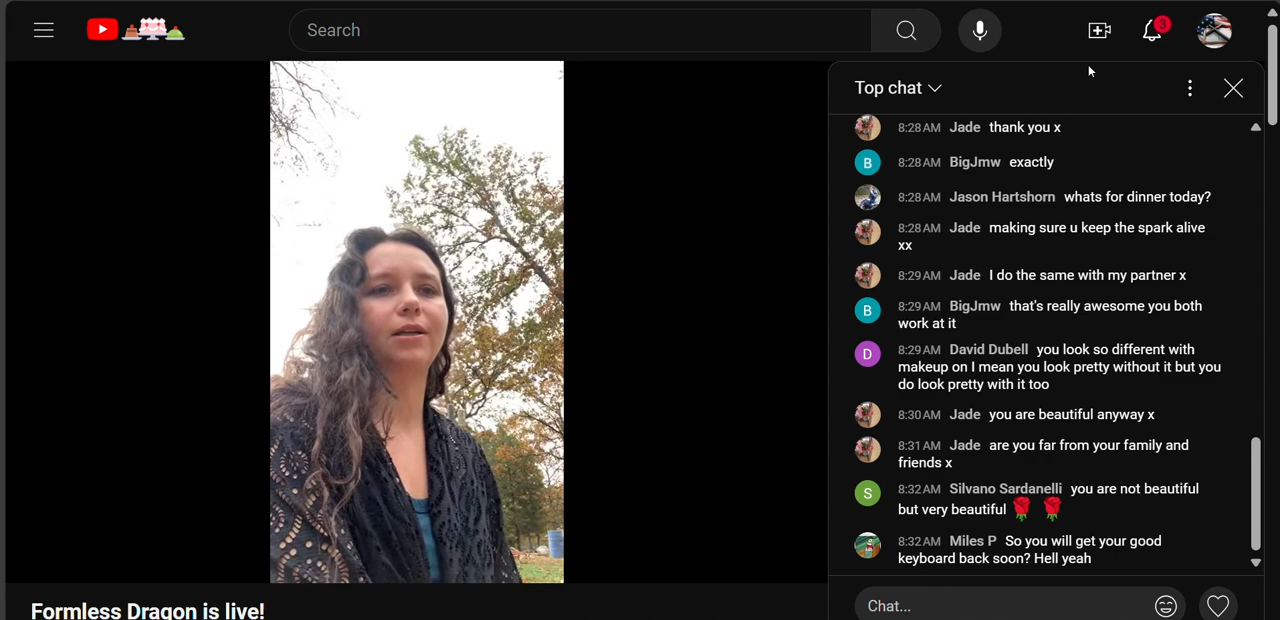 Search
3
Top chat
8:28 AM Jade thank you x
B
8:28 AM BigJmw exactly
8:28 AM Jason Hartshorn whats for dinner today?
8:28 AM Jade making sure u keep the spark alive
xx
8:29 AM Jade I do the same with my partner x
B
8:29 AM BigJmw that's really awesome you both
work at it
D
8:29 AM David Dubell you look so different with
makeup on I mean you look pretty without it but you
do look pretty with it too
8:30 AM Jade you are beautiful anyway x
8:31 AM Jade are you far from your family and
friends x
S
8:32 AM Silvano Sardanelli you are not beautiful
but very beautiful 🌹 🌹
8:32 AM Miles P So you will get your good
keyboard back soon? Hell yeah
Chat...
Formless Dragon is live!